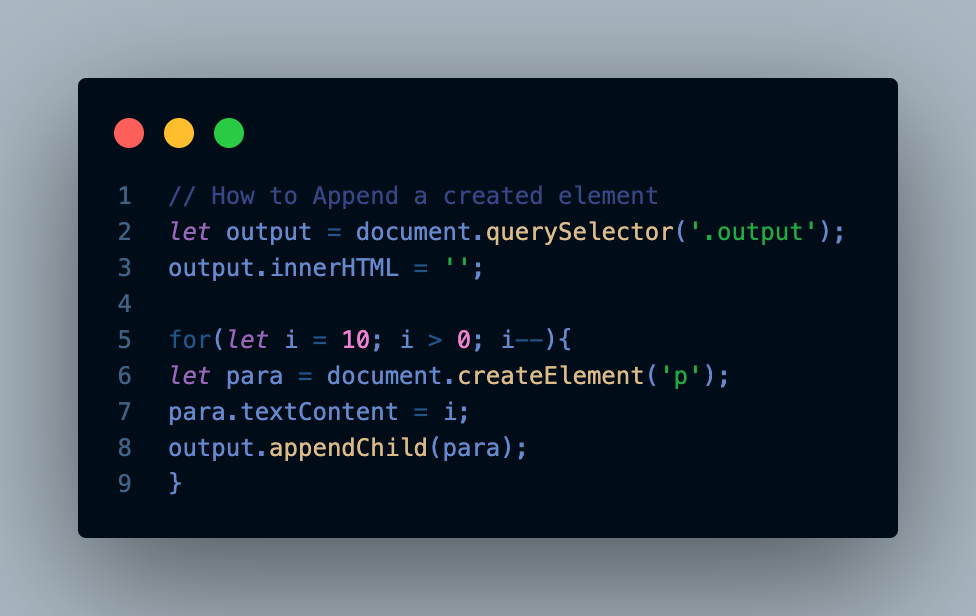 1 // How to Append a created element
2 let output = document.querySelector('.output');
3 output.innerHTML = '';
4
5 for(let i = 10; i > 0; i--){
6 let para = document.createElement('p');
7 para.textContent = i;
8 output.appendChild(para);
9 }